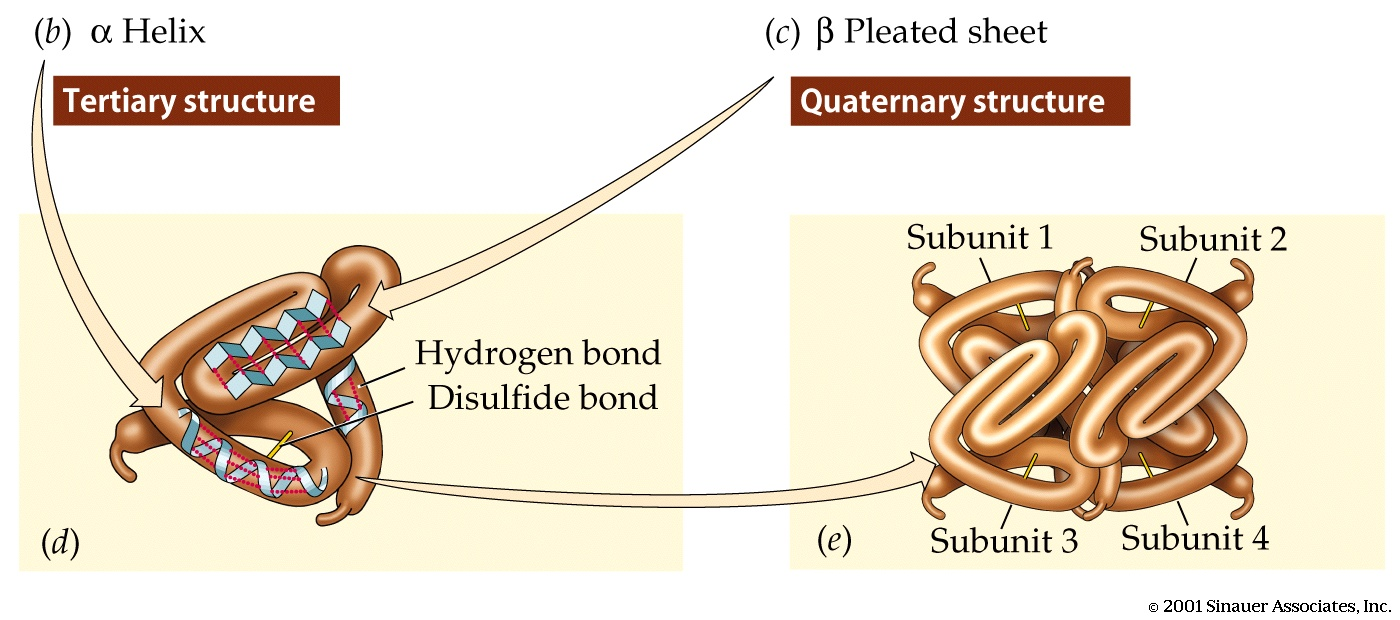 (b) α Helix
(c) β Pleated sheet
Tertiary structure
Quaternary structure
Subunit 1
Subunit 2
Hydrogen bond
Disulfide bond
(d)
(e)
Subunit 3
Subunit 4
© 2001 Sinauer Associates, Inc.